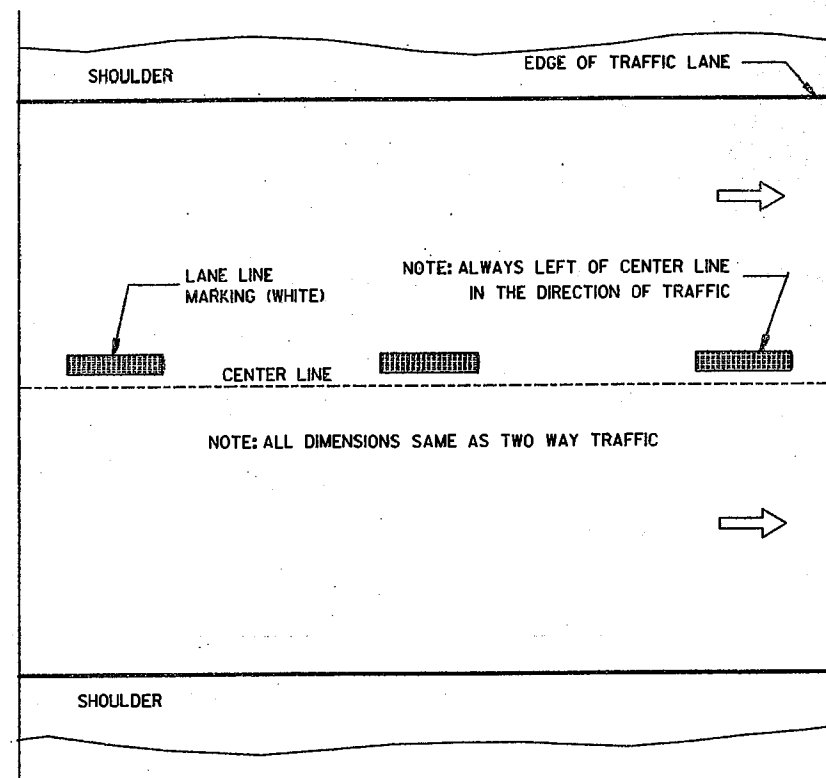 SHOULDER
EDGE OF TRAFFIC LANE
LANE LINE
MARKING (WHITE)
NOTE: ALWAYS LEFT OF CENTER LINE
IN THE DIRECTION OF TRAFFIC
CENTER LINE
NOTE: ALL DIMENSIONS SAME AS TWO WAY TRAFFIC
SHOULDER